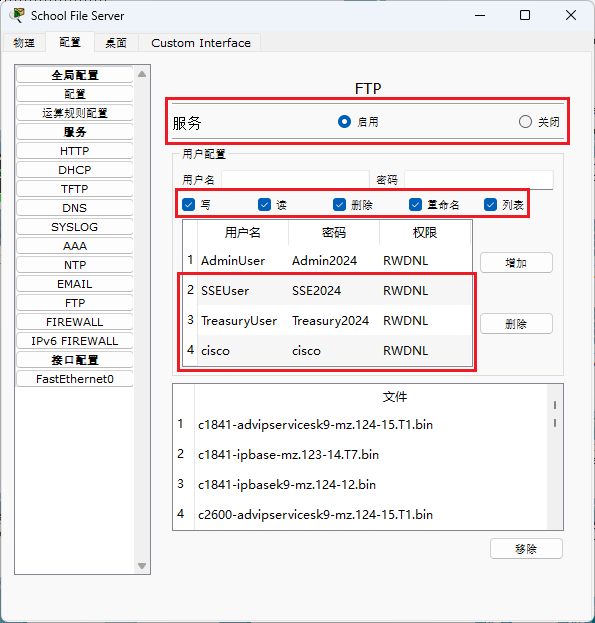 School File Server
物理 配置 桌面 Custom Interface
全局配置
配置
运算规则配置
服务
HTTP
DHCP
TFTP
DNS
SYSLOG
AAA
NTP
EMAIL
FTP
FIREWALL
IPv6 FIREWALL
接口配置
FastEthernet0
FTP
服务 启用 关闭
用户配置
用户名 密码
写 读 删除 重命名 列表
用户名 密码 权限
1 AdminUser Admin2024 RWDNL
2 SSEUser SSE2024 RWDNL
3 TreasuryUser Treasury2024 RWDNL
4 cisco cisco RWDNL
增加
删除
文件
1 c1841-advipservicesk9-mz.124-15.T1.bin
2 c1841-ipbase-mz.123-14.T7.bin
3 c1841-ipbasek9-mz.124-12.bin
4 c2600-advipservicesk9-mz.124-15.T1.bin
移除